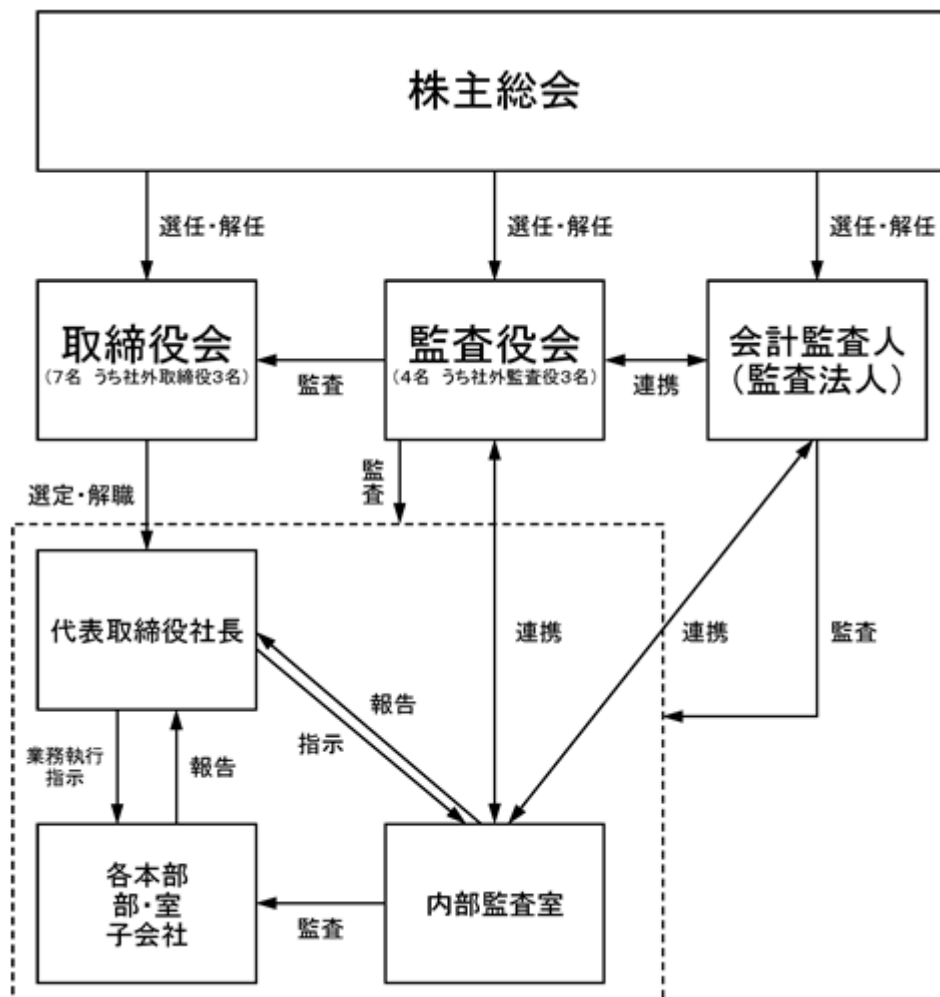 株主総会
選任・解任
選任・解任
選任・解任
取締役会
（7名　うち社外取締役3名）
監査
監査役会
（4名　うち社外監査役3名）
連携
会計監査人
（監査法人）
選定・解職
監査
代表取締役社長
連携
連携
監査
報告
指示
業務執行
指示
報告
各本部
部・室
子会社
監査
内部監査室